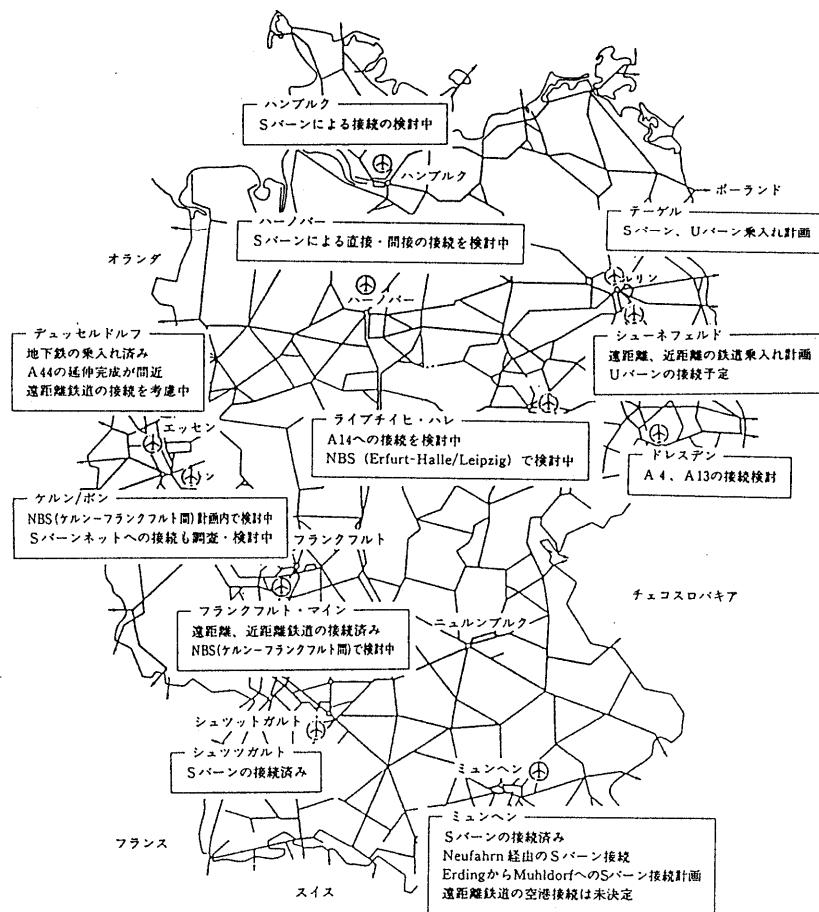 ハンブルク
Sバーンによる接続の検討中
ハンブルク
ポーランド
ハーノバー
Sバーンによる直接・間接の接続を検討中
テーゲル
Sバーン、Uバーン乗入れ計画
オランダ
ルリン
ハーノバー
デュッセルドルフ
地下鉄の乗入れ済み
A44の延伸完成が間近
遠距離鉄道の接続を考慮中
シューネフェルド
遠距離、近距離の鉄道乗入れ計画
Uバーンの接続予定
エッセン
ライプチイヒ・ハレ
A14への接続を検討中
NBS (Erfurt-Halle/Leipzig) で検討中
ドレスデン
A4、A13の接続検討
ン
ケルン/ボン
NBS(ケルン−フランクフルト間)計画内で検討中
Sバーンネットへの接続も調査・検討中
フランクフルト
チェコスロバキア
フランクフルト・マイン
遠距離、近距離鉄道の接続済み
NBS(ケルン−フランクフルト間)で検討中
ニュルンブルク
シュツットガルト
シュツツガルト
Sバーンの接続済み
ミュンヘン
フランス
ミュンヘン
Sバーンの接続済み
Neufahrn経由のSバーン接続
ErdingからMuhldorfへのSバーン接続計画
遠距離鉄道の空港接続は未決定
スイス